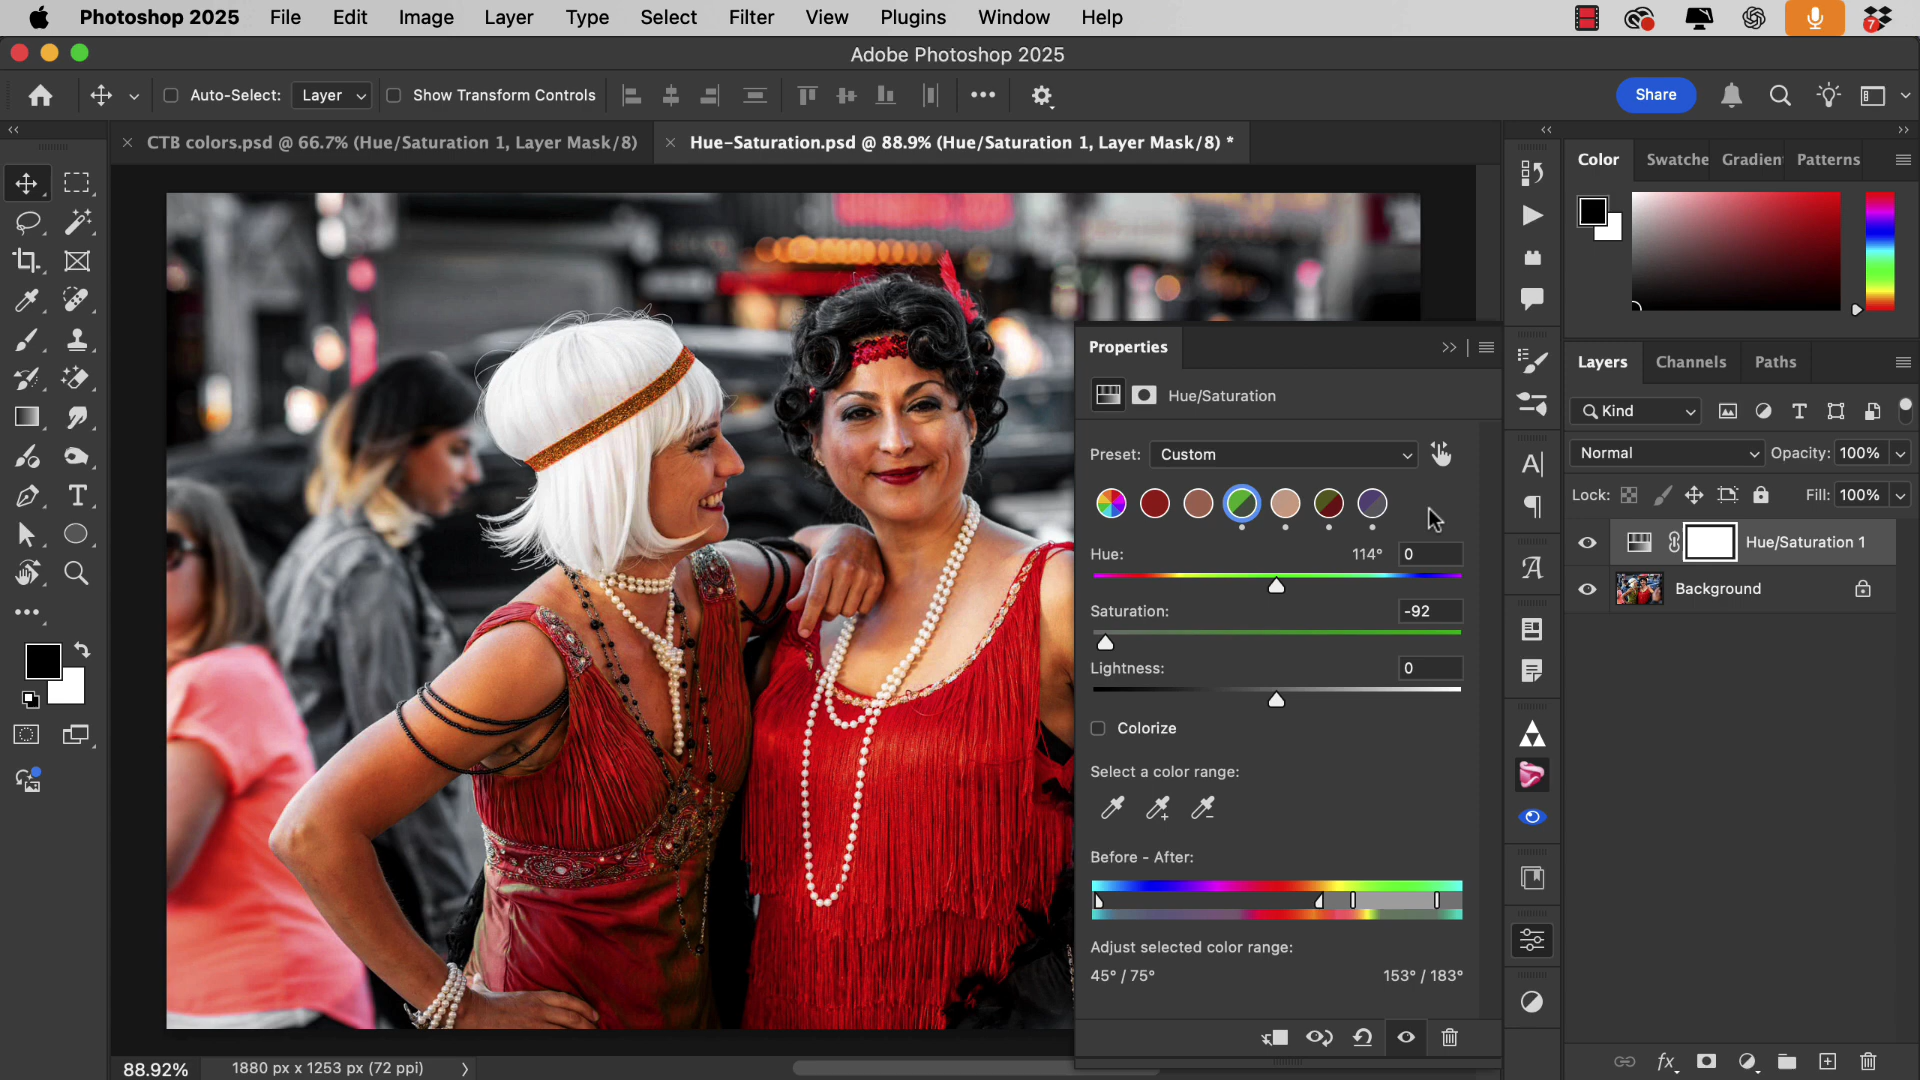 Photoshop 2025 File Edit Image Layer Type Select Filter View Plugins Window Help
7
Adobe Photoshop 2025
Auto-Select: Layer Show Transform Controls Share
CTB colors.psd @ 66.7% (Hue/Saturation 1, Layer Mask/8)
Hue-Saturation.psd @ 88.9% (Hue/Saturation 1, Layer Mask/8) *
Color Swatche Gradien Patterns
Properties
Hue/Saturation
Preset: Custom
Hue: 114° 0
Saturation: -92
Lightness: 0
Colorize
Select a color range:
Before - After:
Adjust selected color range:
45° / 75° 153° / 183°
Layers Channels Paths
Kind
Normal Opacity: 100%
Lock: Fill: 100%
Hue/Saturation 1
Background
fx
88.92% 1880 px x 1253 px (72 ppi)